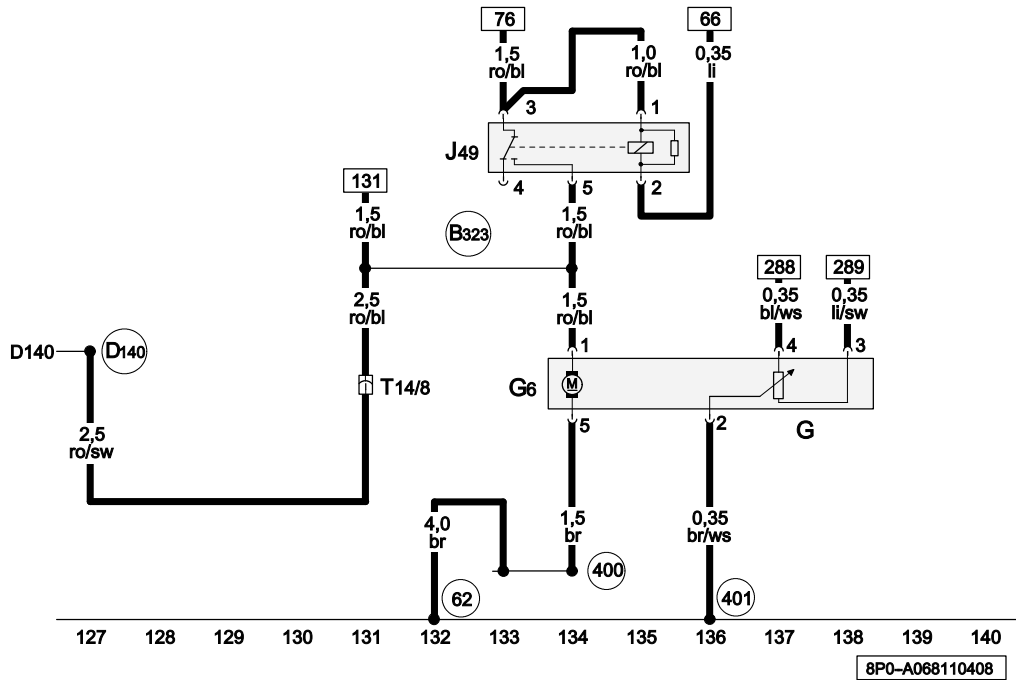 76
66
1,5
ro/bl
1,0
ro/bl
0,35
li
3
1
J49
4
5
2
131
1,5
ro/bl
B323
1,5
ro/bl
288
289
2,5
ro/bl
1,5
ro/bl
0,35
bl/ws
0,35
li/sw
D140
D140
1
4
3
T14/8
G6
M
5
2
G
2,5
ro/sw
4,0
br
1,5
br
0,35
br/ws
400
62
401
127 128 129 130 131 132 133 134 135 136 137 138 139 140
8P0-A068110408